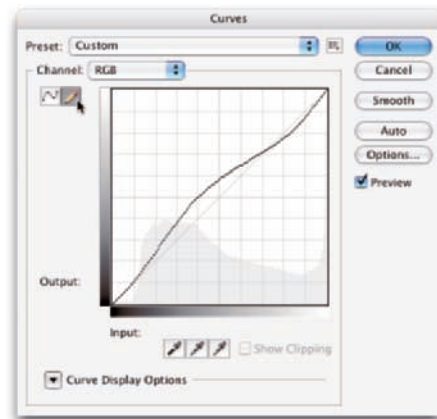 Curves
Preset: Custom
OK
Channel: RGB
Cancel
Smooth
Auto
Options...
Preview
Output:
Input:
Show Clipping
Curve Display Options